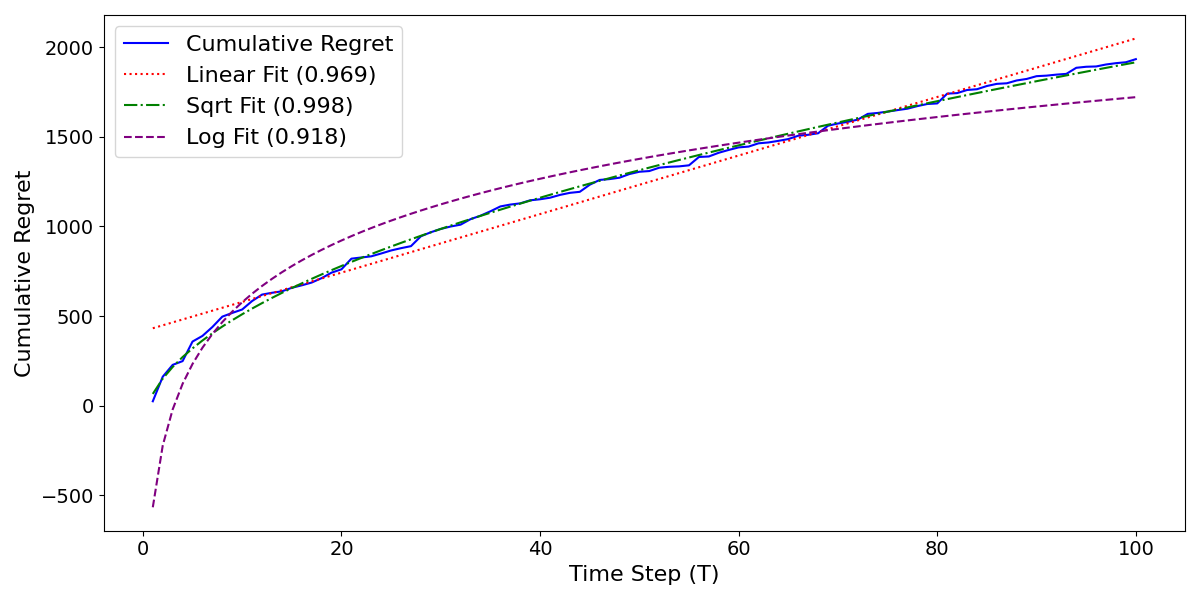 Cumulative Regret
Linear Fit (0.969)
Sqrt Fit (0.998)
Log Fit (0.918)
Cumulative Regret
2000
1500
1000
500
0
−500
0 20 40 60 80 100
Time Step (T)